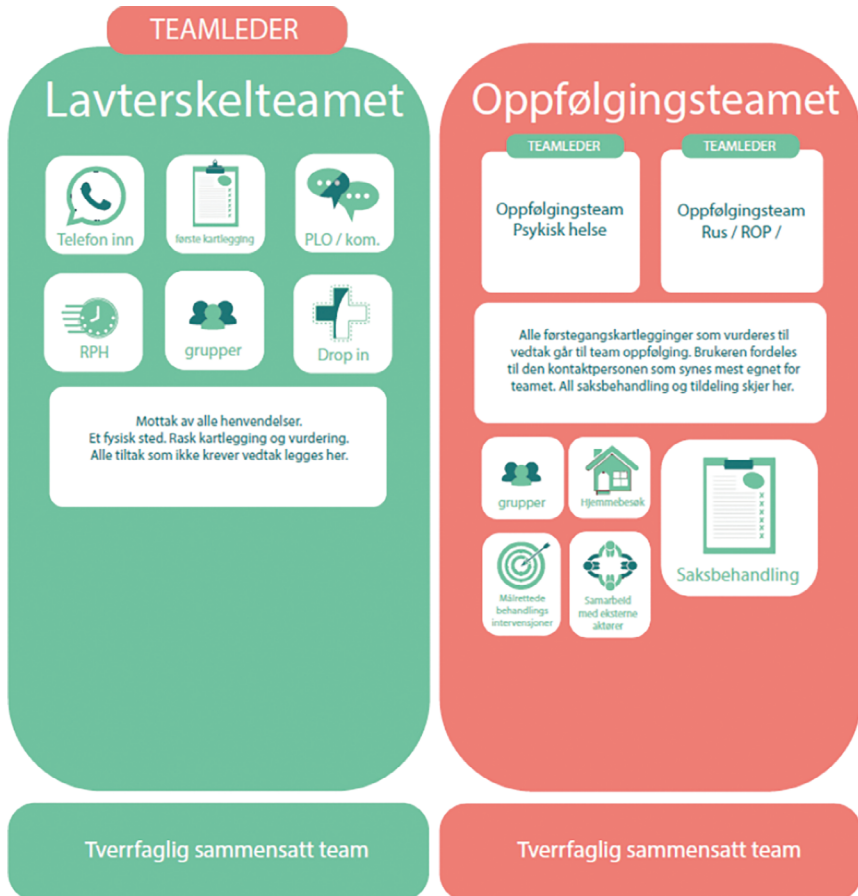 TEAMLEDER
Lavterskelteamet
Telefon inn
første kartlegging
PLO / kom.
RPH
grupper
Drop in
Mottak av alle henvendelser.
Et fysisk sted. Rask kartlegging og vurdering.
Alle tiltak som ikke krever vedtak legges her.
Tverrfaglig sammensatt team
Oppfølgingsteamet
TEAMLEDER
Oppfølgingsteam
Psykisk helse
TEAMLEDER
Oppfølgingsteam
Rus / ROP /
Alle førstegangskartlegginger som vurderes til
vedtak går til team oppfølging. Brukeren fordeles
til den kontaktpersonen som synes mest egnet for
teamet. All saksbehandling og tildeling skjer her.
grupper
Hjemmebesøk
Målrettede
behandlings
intervensjoner
Samarbeid
med eksterne
aktører
Saksbehandling
Tverrfaglig sammensatt team